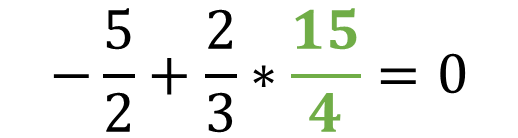 − 5/2 + 2/3 * 15/4 = 0